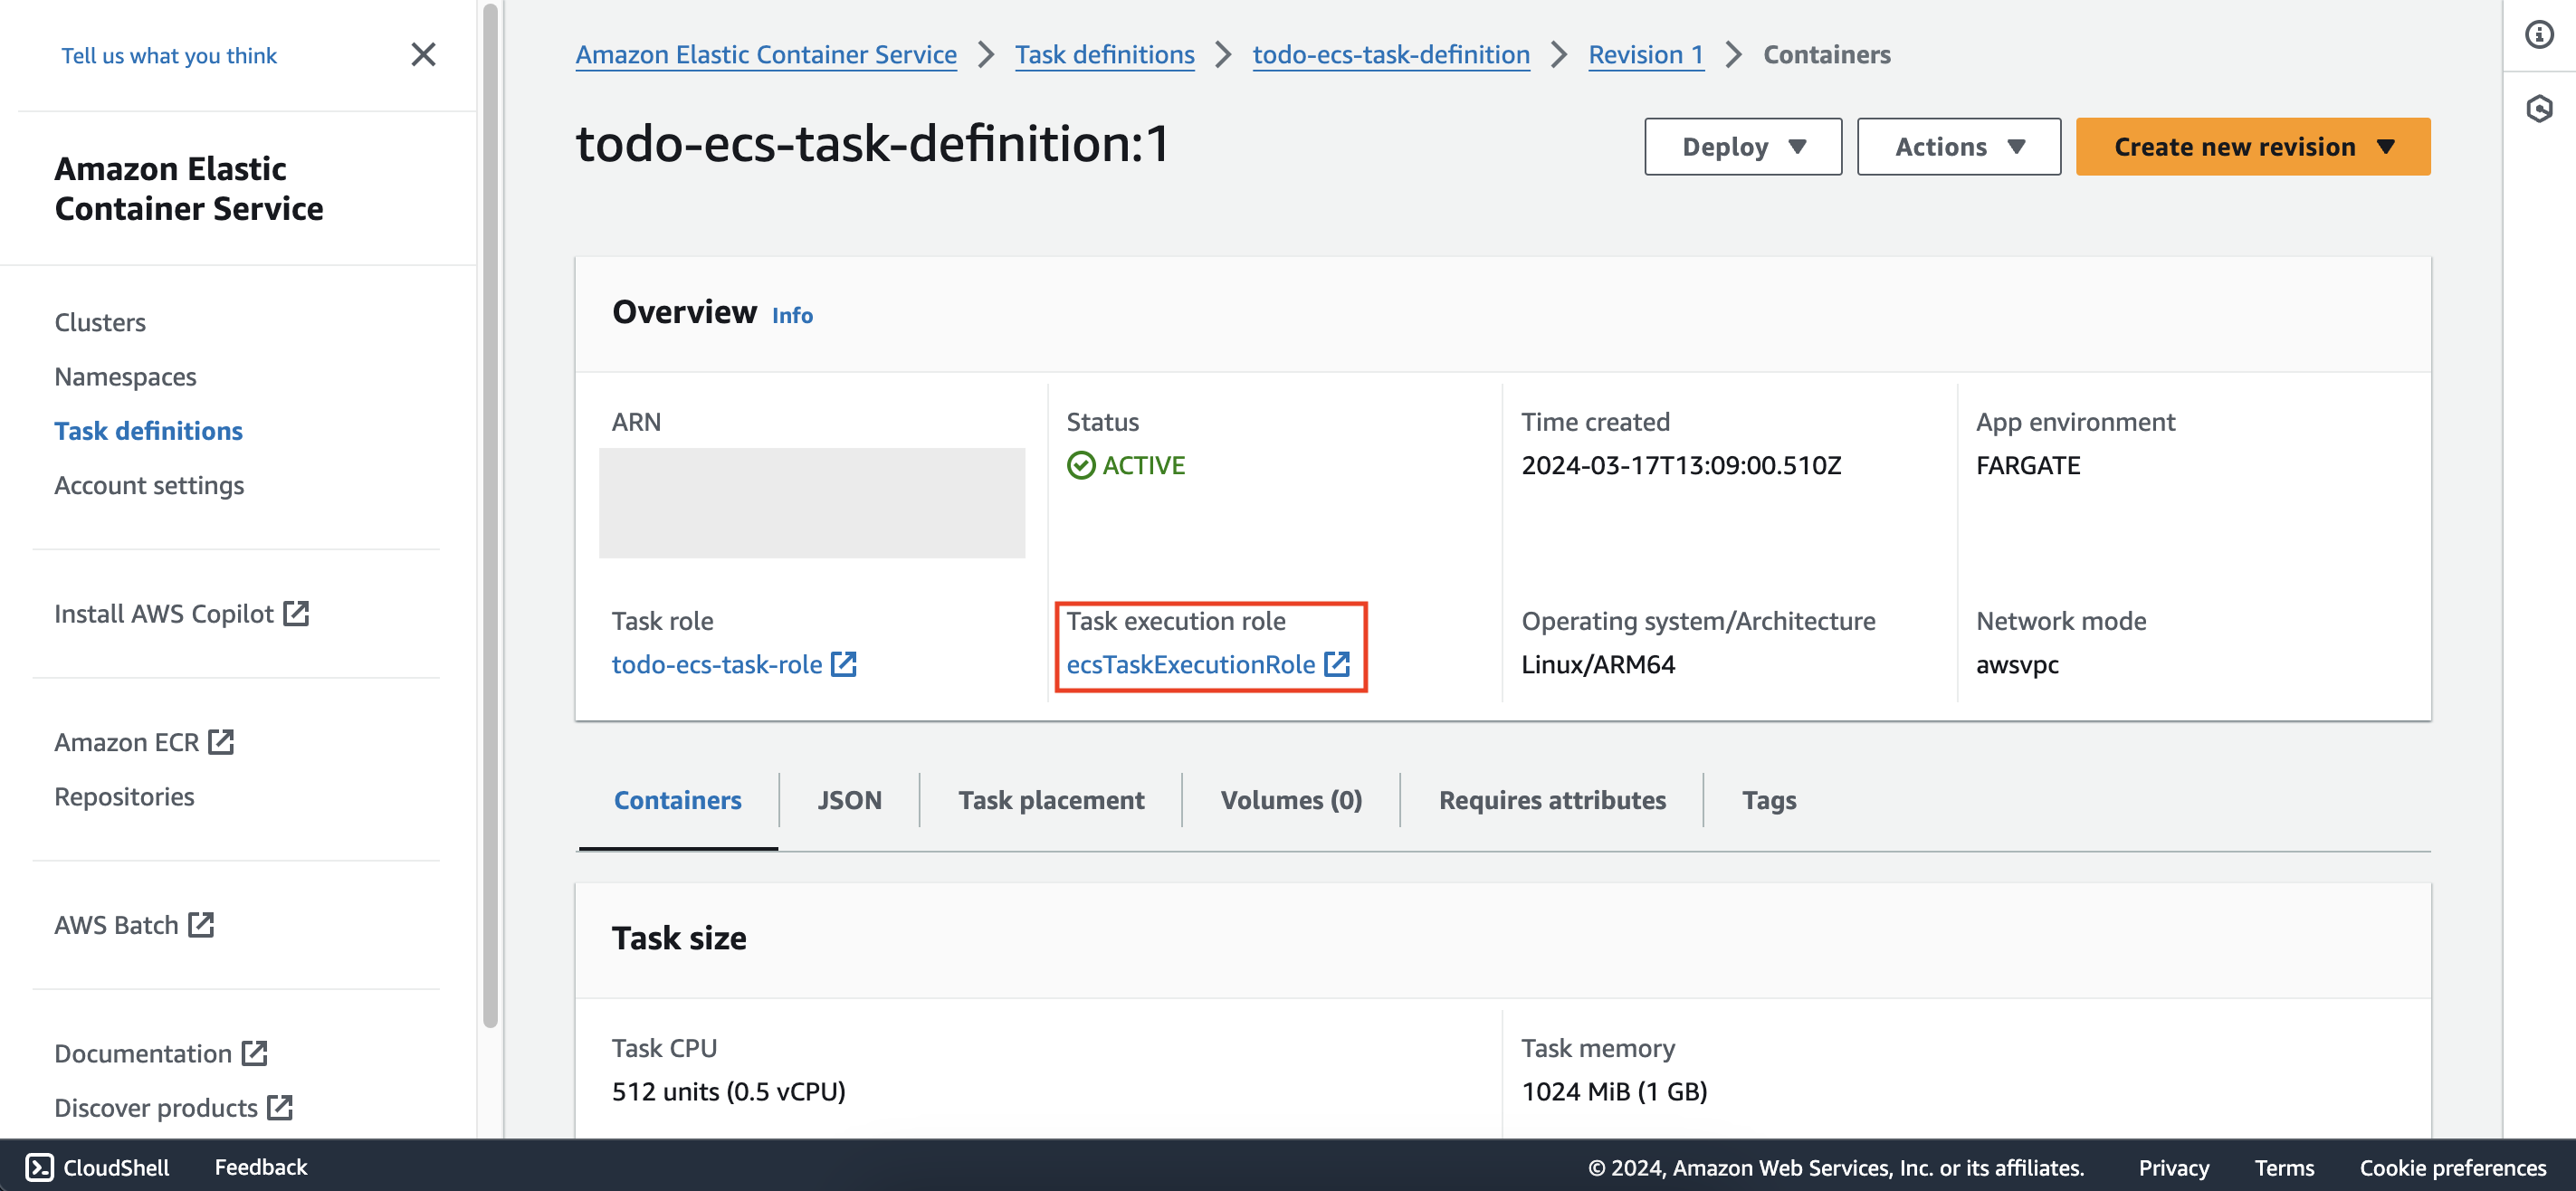 Tell us what you think
Amazon Elastic
Container Service
Clusters
Namespaces
Task definitions
Account settings
Install AWS Copilot
Amazon ECR
Repositories
AWS Batch
Documentation
Discover products
Amazon Elastic Container Service > Task definitions > todo-ecs-task-definition > Revision 1 > Containers
todo-ecs-task-definition:1
Deploy
Actions
Create new revision
Overview Info
ARN
Status
ACTIVE
Time created
2024-03-17T13:09:00.510Z
App environment
FARGATE
Task role
todo-ecs-task-role
Task execution role
ecsTaskExecutionRole
Operating system/Architecture
Linux/ARM64
Network mode
awsvpc
Containers
JSON
Task placement
Volumes (0)
Requires attributes
Tags
Task size
Task CPU
512 units (0.5 vCPU)
Task memory
1024 MiB (1 GB)
CloudShell
Feedback
© 2024, Amazon Web Services, Inc. or its affiliates.
Privacy
Terms
Cookie preferences